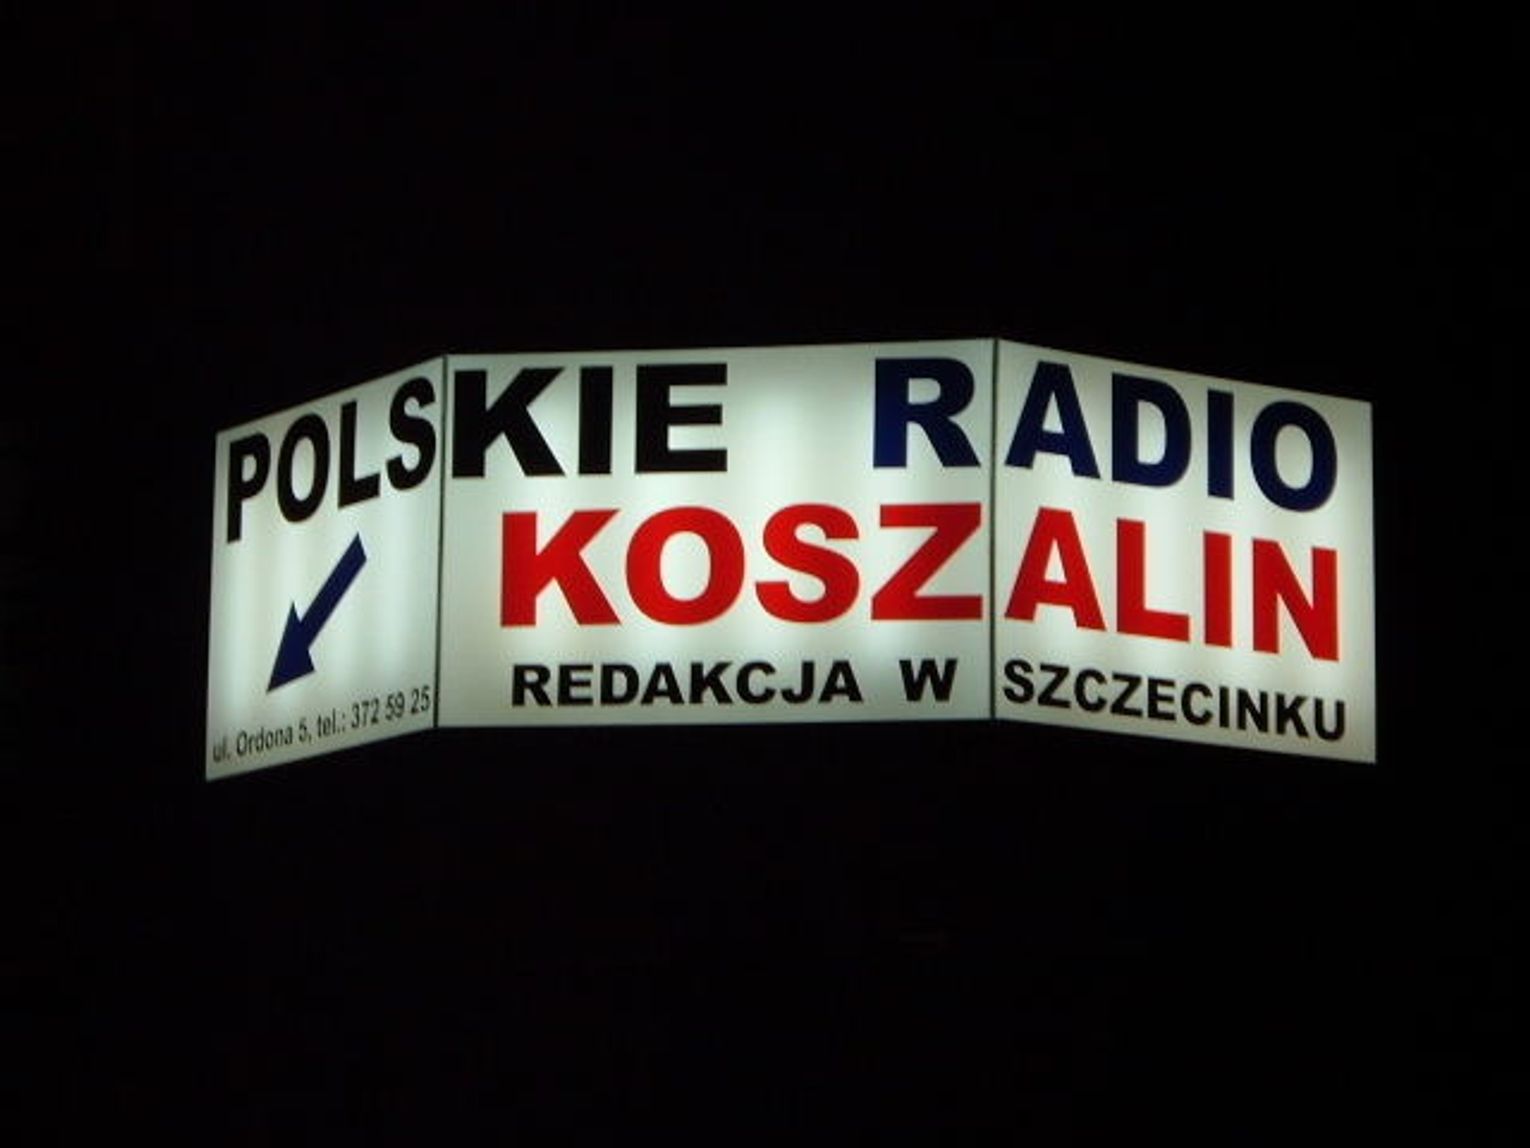 POLSKIE RADIO
KOSZALIN
REDAKCJA W SZCZECINKU
ul. Ordona 5, tel.: 372 59 25